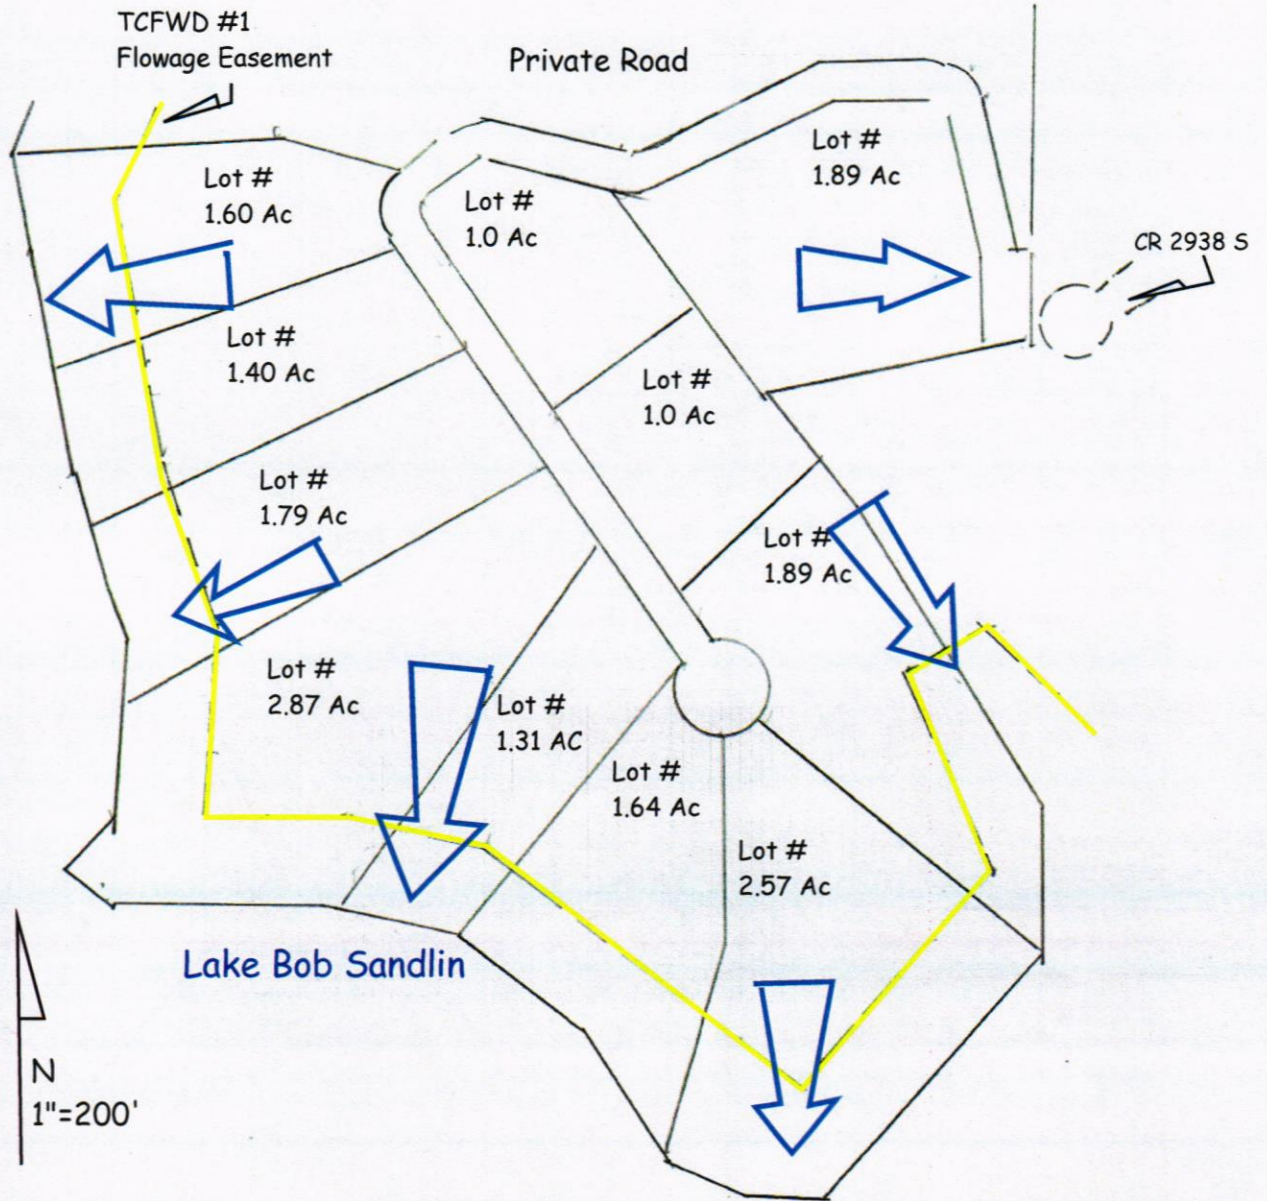 TCFWD #1
Flowage Easement
Private Road
Lot #
1.89 Ac
Lot #
1.60 Ac
Lot #
1.0 Ac
CR 2938 S
Lot #
1.40 Ac
Lot #
1.0 Ac
Lot #
1.79 Ac
Lot #
1.89 Ac
Lot #
2.87 Ac
Lot #
1.31 AC
Lot #
1.64 Ac
Lot #
2.57 Ac
Lake Bob Sandlin
N
1"=200'